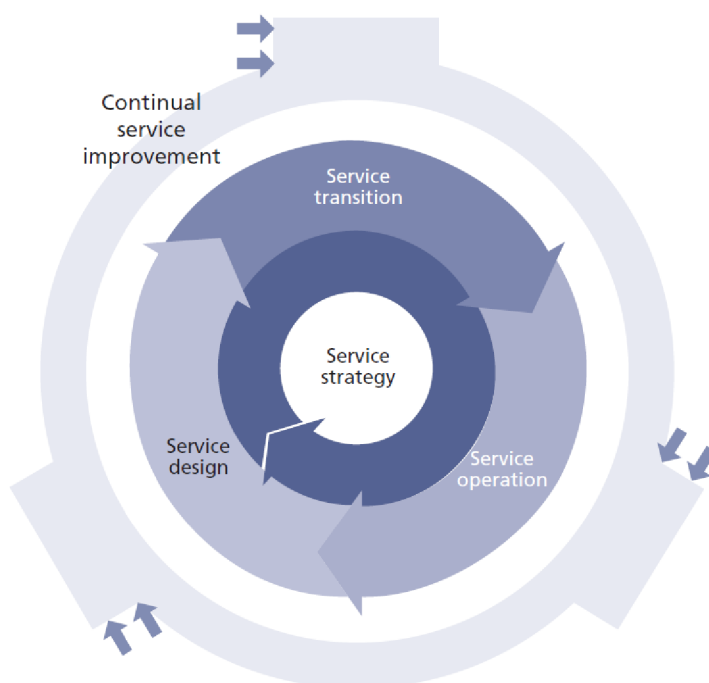 Continual
service
improvement
Service
transition
Service
strategy
Service
design
Service
operation